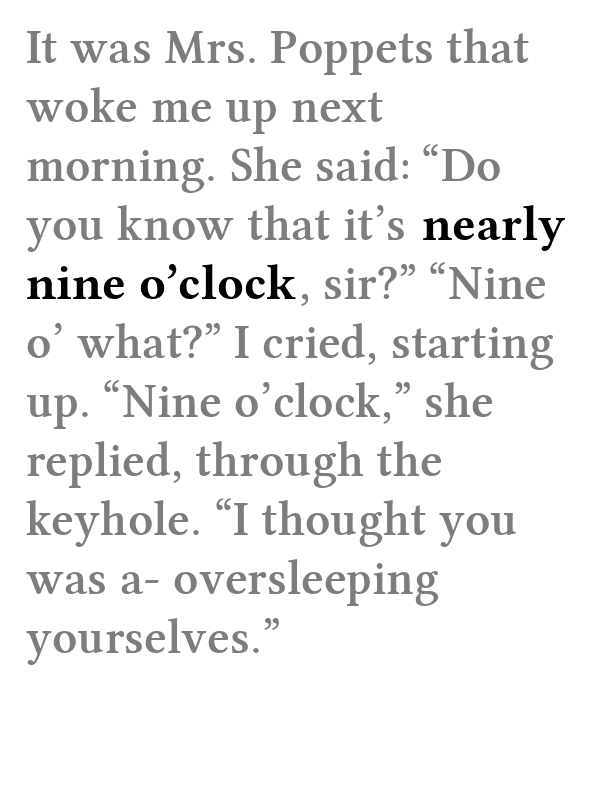 It was Mrs. Poppets that
woke me up next
morning. She said: “Do
you know that it’s nearly
nine o’clock, sir?” “Nine
o’ what?” I cried, starting
up. “Nine o’clock,” she
replied, through the
keyhole. “I thought you
was a- oversleeping
yourselves.”